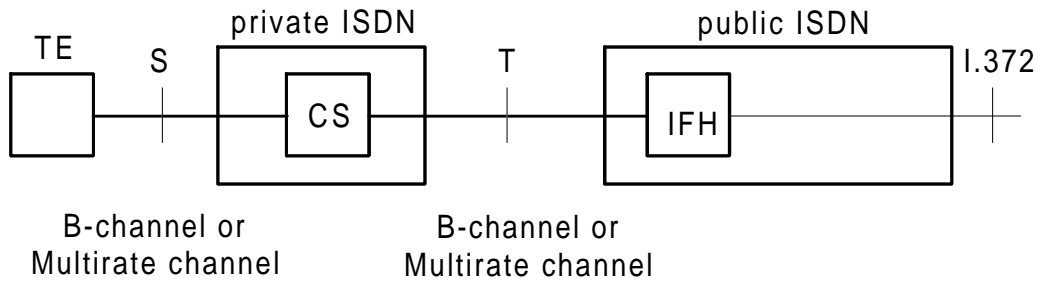 private ISDN
public ISDN
TE
S
T
I.372
CS
IFH
B-channel or
Multirate channel
B-channel or
Multirate channel